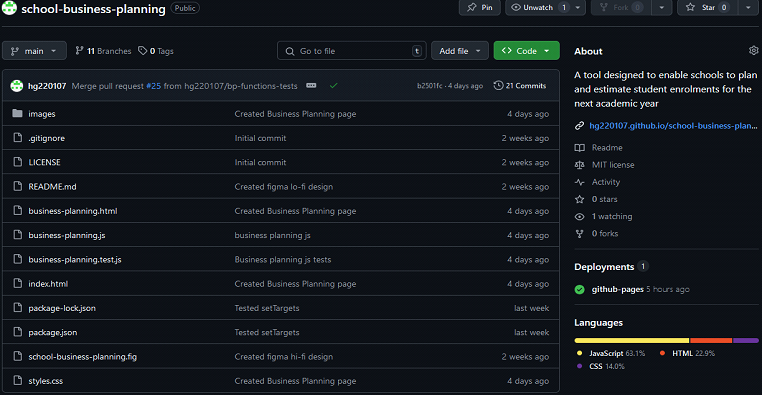 school-business-planning Public
Pin Unwatch 1 Fork 0 Star 0
main 11 Branches 0 Tags Go to file t Add file Code
hg220107 Merge pull request #25 from hg220107/bp-functions-tests b2501fc · 4 days ago 21 Commits
images Created Business Planning page 4 days ago
.gitignore Initial commit 2 weeks ago
LICENSE Initial commit 2 weeks ago
README.md Created figma lo-fi design 2 weeks ago
business-planning.html Created Business Planning page 4 days ago
business-planning.js business planning js 4 days ago
business-planning.test.js Business planning js tests 4 days ago
index.html Created Business Planning page 4 days ago
package-lock.json Tested setTargets last week
package.json Tested setTargets last week
school-business-planning.fig Created figma hi-fi design 2 weeks ago
styles.css Created Business Planning page 4 days ago
About
A tool designed to enable schools to plan
and estimate student enrolments for the
next academic year
hg220107.github.io/school-business-plan...
Readme
MIT license
Activity
0 stars
1 watching
0 forks
Deployments 1
github-pages 5 hours ago
Languages
JavaScript 63.1% HTML 22.9%
CSS 14.0%